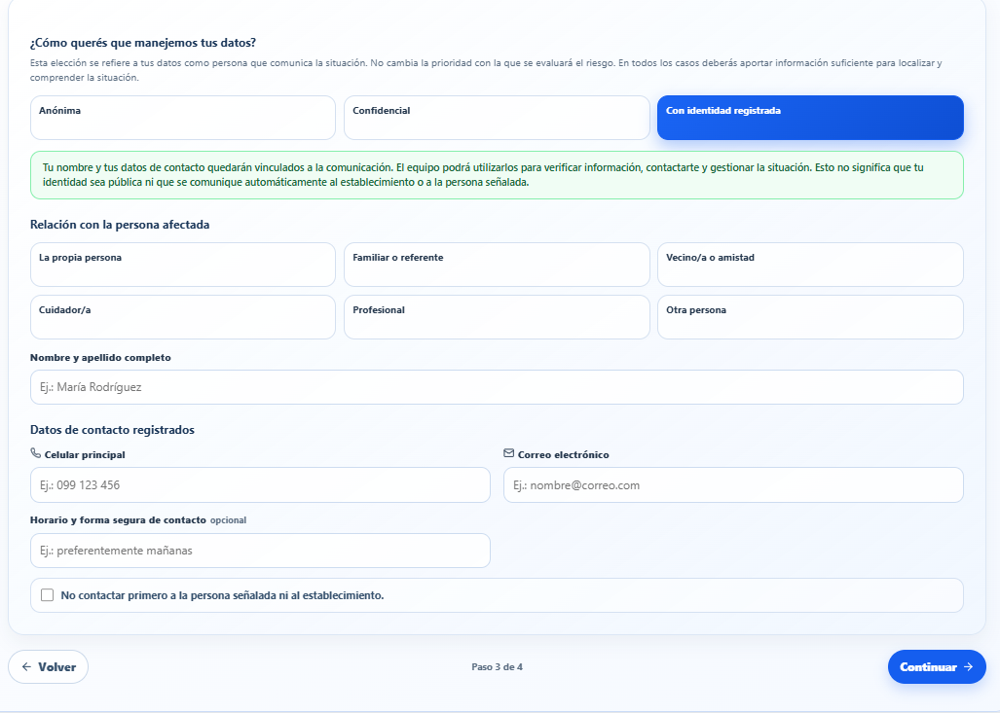 ¿Cómo querés que manejemos tus datos?
Esta elección se refiere a tus datos como persona que comunica la situación. No cambia la prioridad con la que se evaluará el riesgo. En todos los casos deberás aportar información suficiente para localizar y
comprender la situación.
Anónima
Confidencial
Con identidad registrada
Tu nombre y tus datos de contacto quedarán vinculados a la comunicación. El equipo podrá utilizarlos para verificar información, contactarte y gestionar la situación. Esto no significa que tu
identidad sea pública ni que se comunique automáticamente al establecimiento o a la persona señalada.
Relación con la persona afectada
La propia persona
Familiar o referente
Vecino/a o amistad
Cuidador/a
Profesional
Otra persona
Nombre y apellido completo
Ej.: María Rodríguez
Datos de contacto registrados
Celular principal
Correo electrónico
Ej.: 099 123 456
Ej.: nombre@correo.com
Horario y forma segura de contacto opcional
Ej.: preferentemente mañanas
No contactar primero a la persona señalada ni al establecimiento.
← Volver
Paso 3 de 4
Continuar →